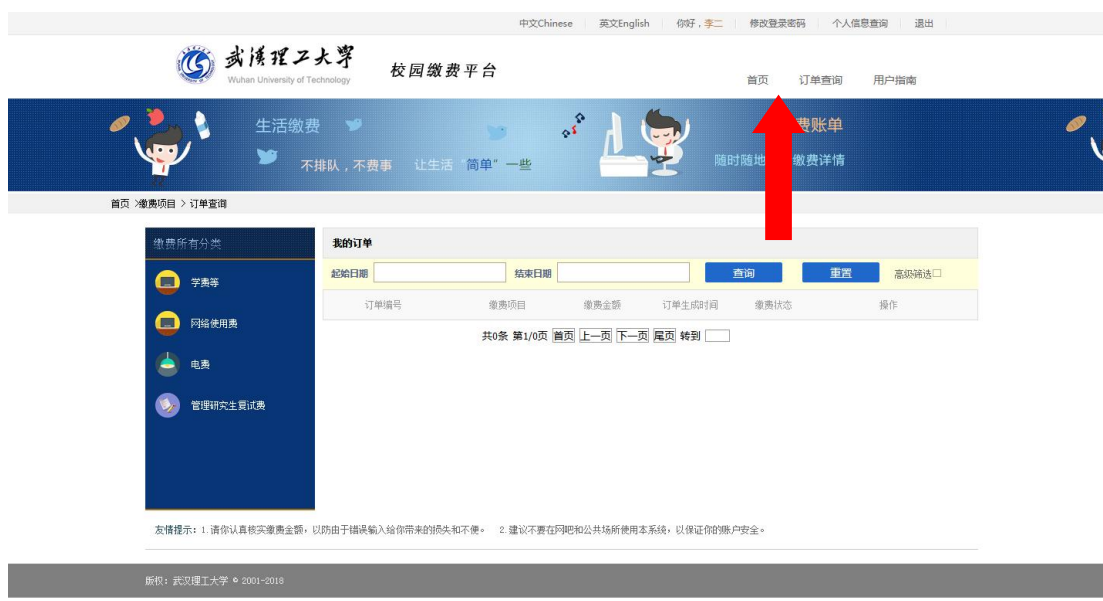 中文Chinese 英文English 你好，李二 修改登录密码 个人信息查询 退出
武汉理工大学
Wuhan University of Technology
校园缴费平台
首页 订单查询 用户指南
生活缴费
不排队，不费事 让生活“简单”一些
费账单
随时随地 缴费详情
首页 >缴费项目 > 订单查询
缴费所有分类
学费等
网络使用费
电费
管理研究生复试费
我的订单
起始日期 结束日期 查询 重置 高级筛选
订单编号 缴费项目 缴费金额 订单生成时间 缴费状态 操作
共0条 第1/0页 首页 上一页 下一页 尾页 转到
友情提示：1.请你认真核实缴费金额，以防由于错误输入给你带来的损失和不便。 2.建议不要在网吧和公共场所使用本系统，以保证你的账户安全。
版权：武汉理工大学 © 2001-2018